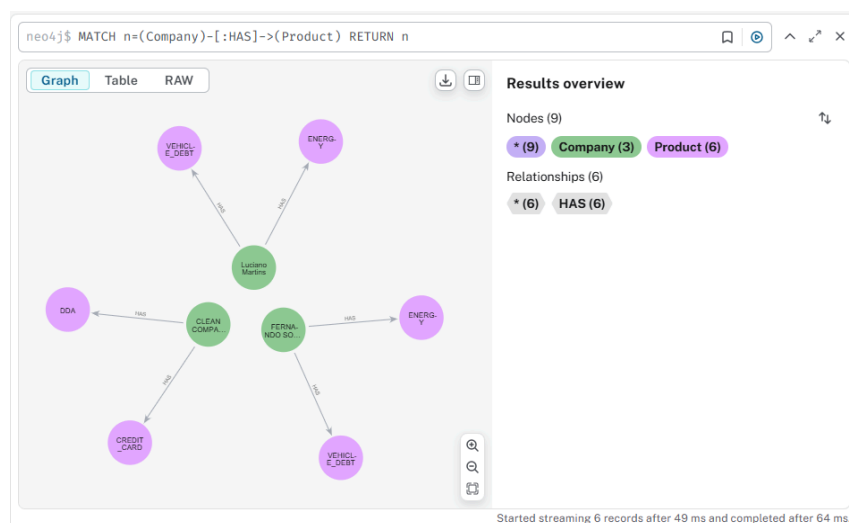 neo4j$ MATCH n=(Company)-[:HAS]->(Product) RETURN n
Graph Table RAW
Results overview
Nodes (9)
* (9) Company (3) Product (6)
Relationships (6)
* (6) HAS (6)
VEHICL-
E_DEBT
ENERG-
Y
HAS
HAS
Luciano
Martins
DDA
HAS
CLEAN
COMPA...
FERNA-
NDO SO...
HAS
ENERG-
Y
HAS
HAS
CREDIT
_CARD
VEHICL-
E_DEBT
Started streaming 6 records after 49 ms and completed after 64 ms